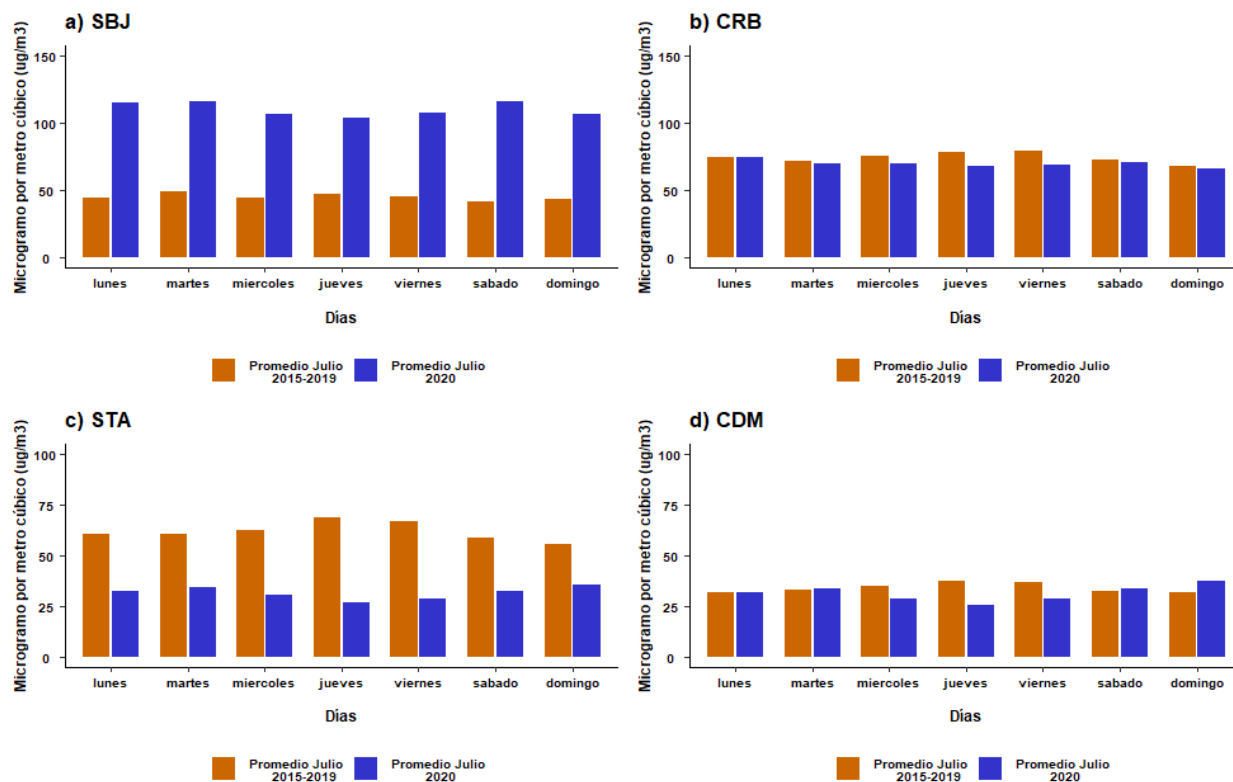 a) SBJ
Microgramo por metro cúbico (ug/m3)
150
100
50
0
lunes martes miercoles jueves viernes sabado domingo
Días
Promedio Julio
2015-2019
Promedio Julio
2020
b) CRB
Microgramo por metro cúbico (ug/m3)
150
100
50
0
lunes martes miercoles jueves viernes sabado domingo
Días
Promedio Julio
2015-2019
Promedio Julio
2020
c) STA
Microgramo por metro cúbico (ug/m3)
100
75
50
25
0
lunes martes miercoles jueves viernes sabado domingo
Días
Promedio Julio
2015-2019
Promedio Julio
2020
d) CDM
Microgramo por metro cúbico (ug/m3)
100
75
50
25
0
lunes martes miercoles jueves viernes sabado domingo
Días
Promedio Julio
2015-2019
Promedio Julio
2020